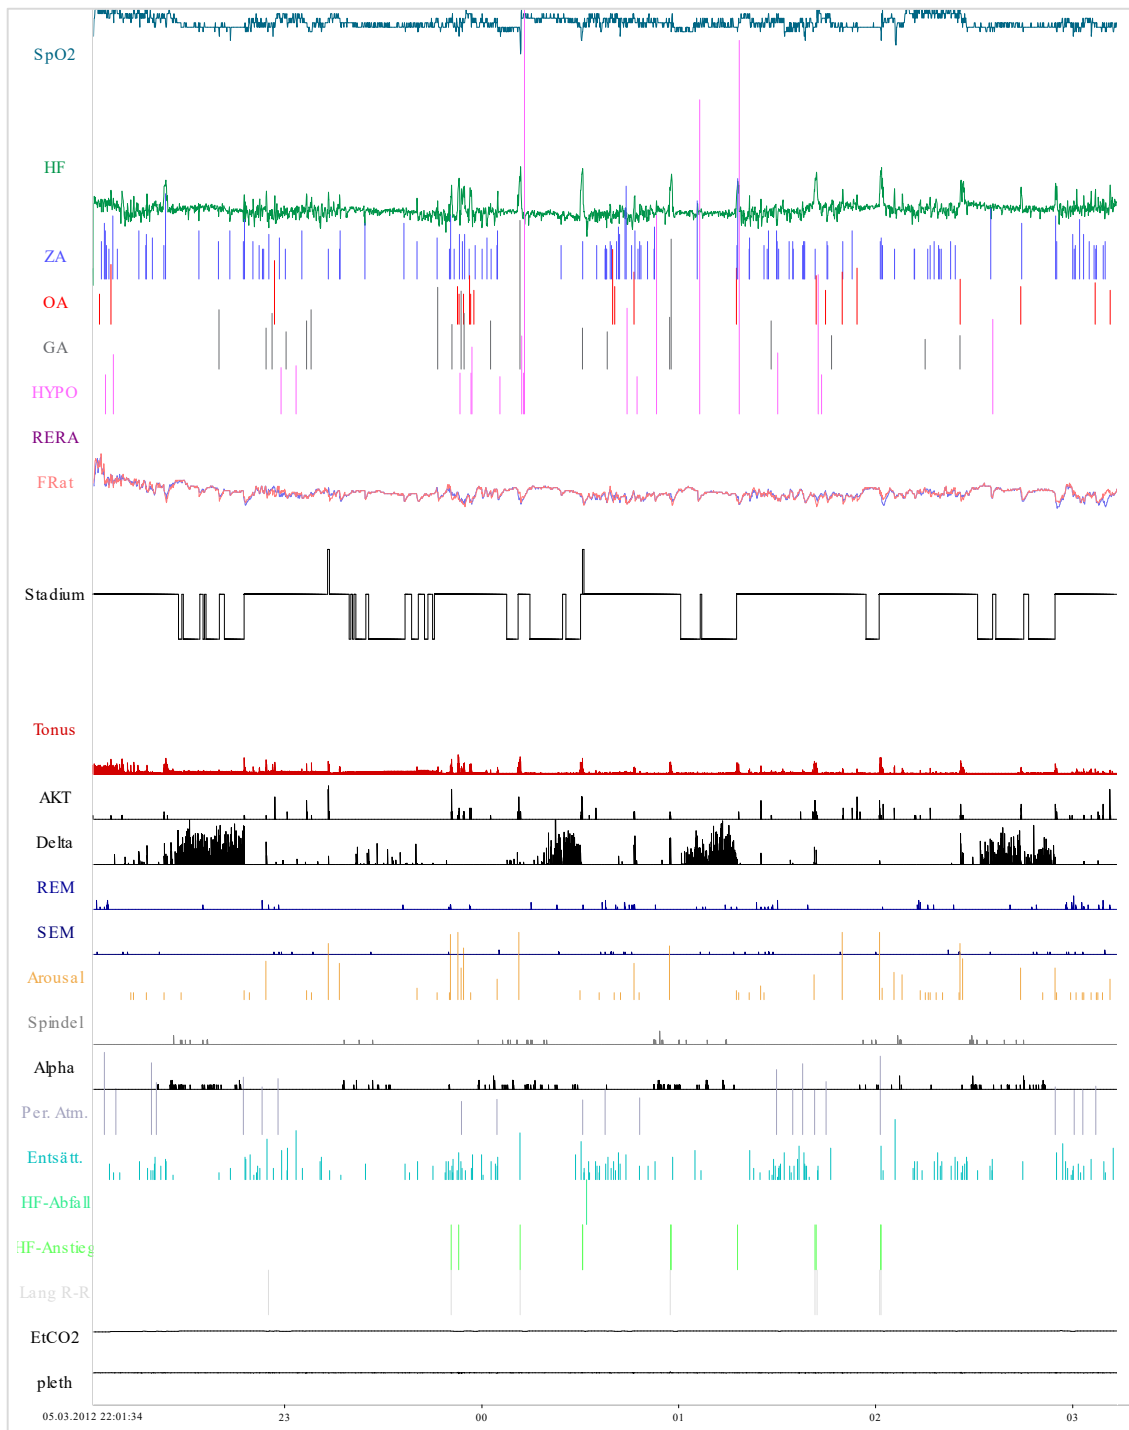 SpO2
HF
ZA
OA
GA
HYPO
RERA
FRat
Stadium
Tonus
AKT
Delta
REM
SEM
Arousal
Spindel
Alpha
Per. Atm.
Entsätt.
HF-Abfall
HF-Anstieg
Lang R-R
EtCO2
pleth
05.03.2012 22:01:34 23 00 01 02 03